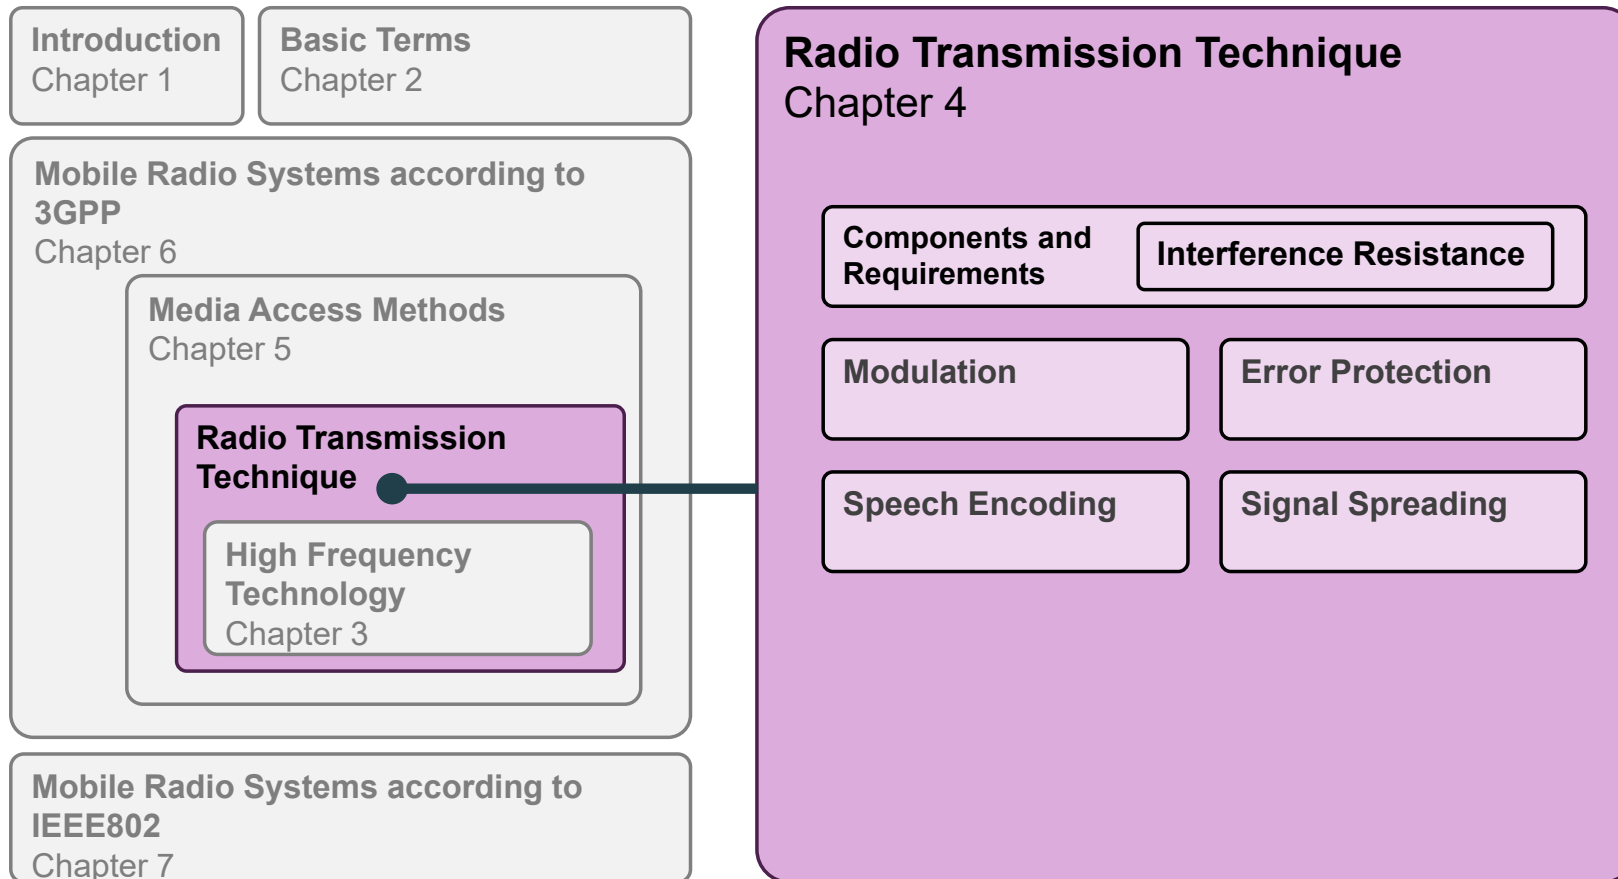 Introduction
Chapter 1
Basic Terms
Chapter 2
Mobile Radio Systems according to
3GPP
Chapter 6
Media Access Methods
Chapter 5
Radio Transmission
Technique
High Frequency
Technology
Chapter 3
Mobile Radio Systems according to
IEEE802
Chapter 7
Radio Transmission Technique
Chapter 4
Components and
Requirements
Interference Resistance
Modulation
Error Protection
Speech Encoding
Signal Spreading